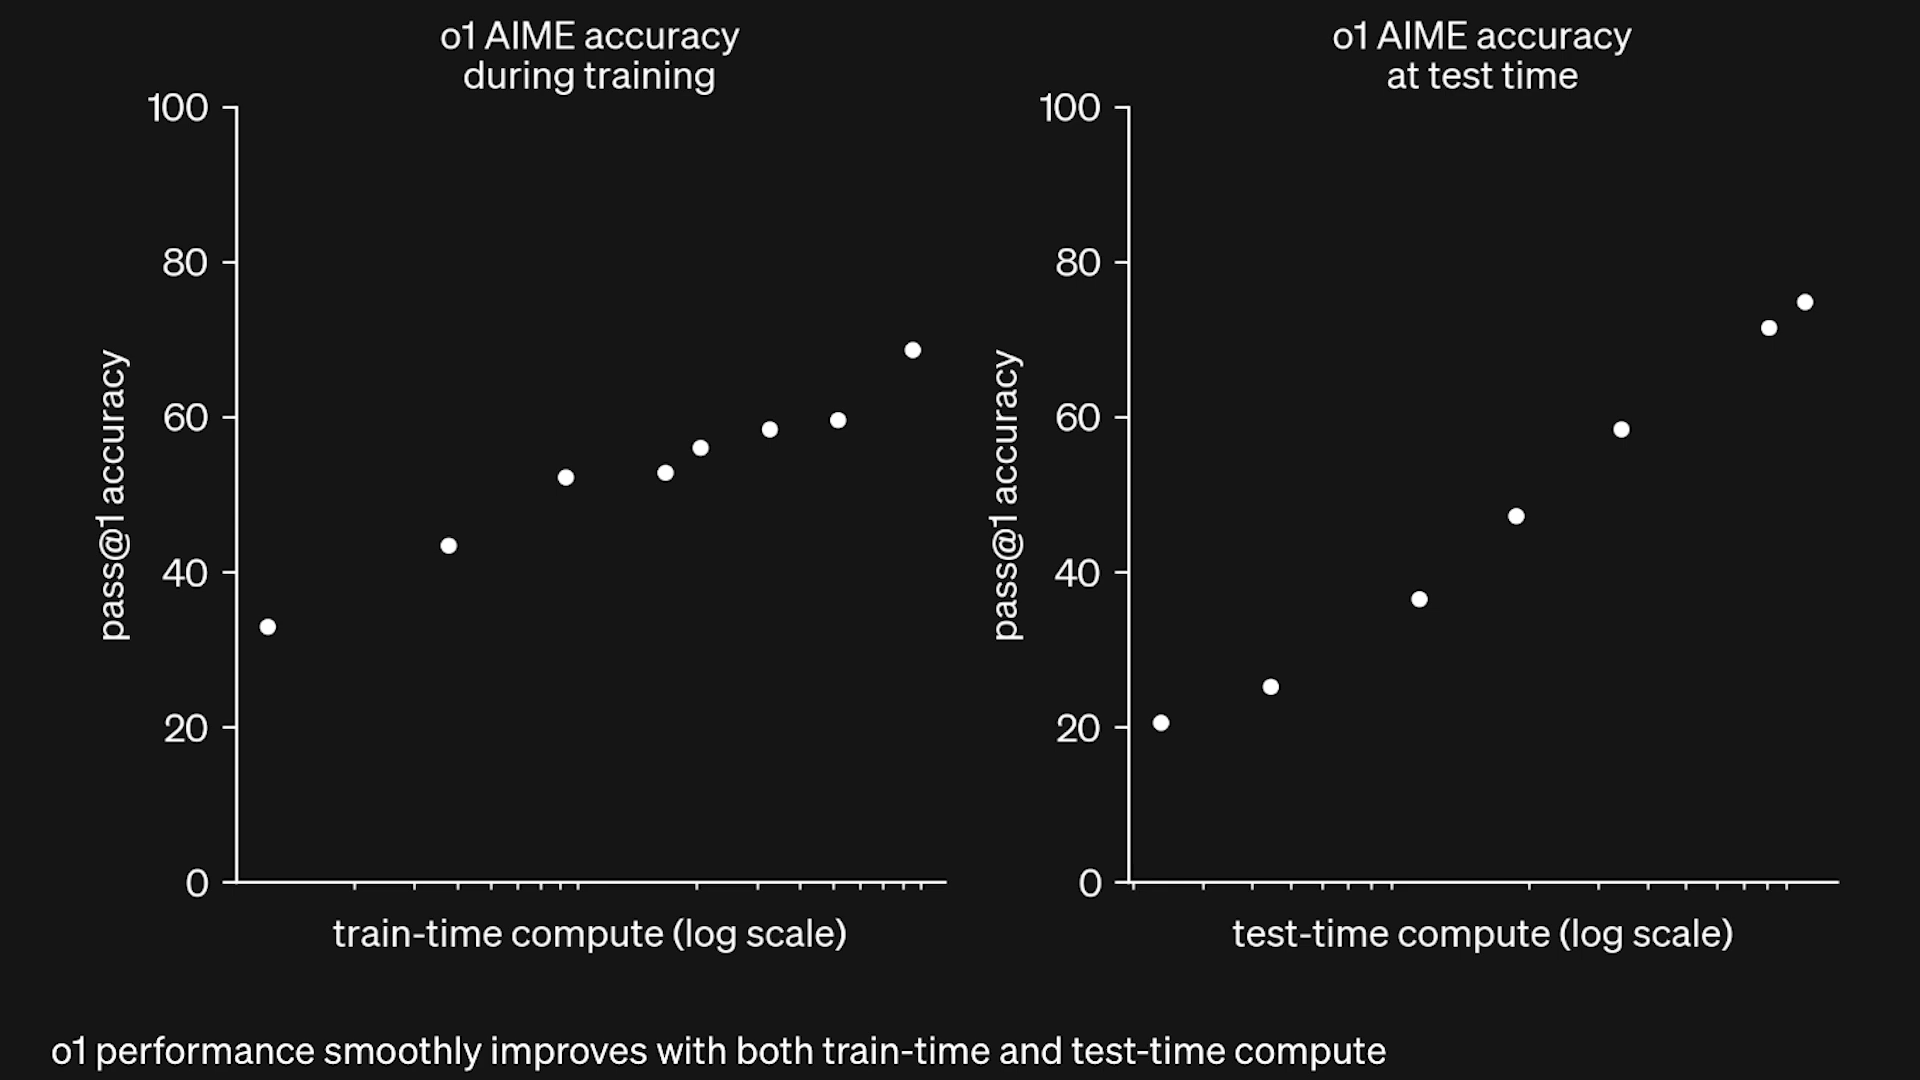 o1 AIME accuracy
during training
100
80
60
40
20
0
pass@1 accuracy
train-time compute (log scale)
o1 AIME accuracy
at test time
100
80
60
40
20
0
pass@1 accuracy
test-time compute (log scale)
o1 performance smoothly improves with both train-time and test-time compute